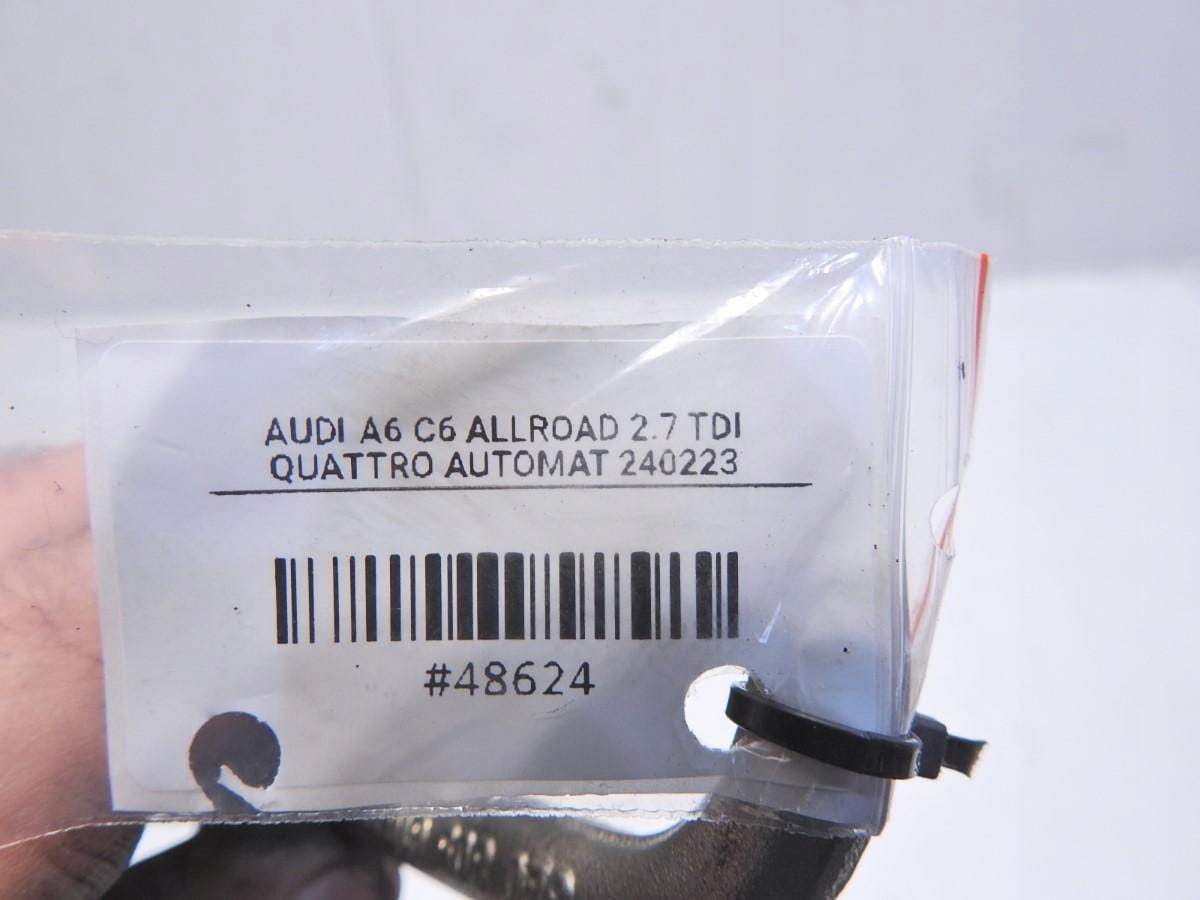 AUDI A6 C6 ALLROAD 2.7 TDI
QUATTRO AUTOMAT 240223
#48624